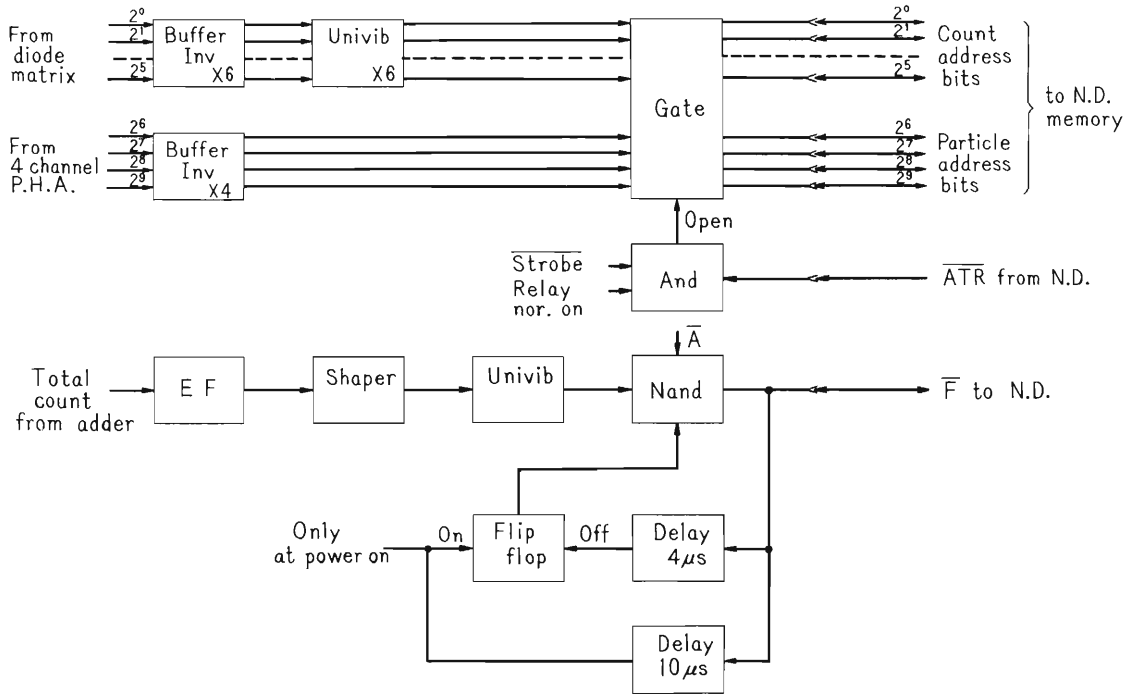 From
diode
matrix
2⁰
2¹
2⁵
Buffer
Inv
X6
Univib
X6
Gate
2⁰
2¹
2⁵
Count
address
bits
to N.D.
memory
From
4 channel
P.H.A.
2⁶
2⁷
2⁸
2⁹
Buffer
Inv
X4
2⁶
2⁷
2⁸
2⁹
Particle
address
bits
Open
S̅t̅r̅o̅b̅e̅
Relay
nor. on
And
A̅T̅R̅ from N.D.
A̅
Total
count
from adder
E F
Shaper
Univib
Nand
F̅ to N.D.
Only
at power on
On
Flip
flop
Off
Delay
4μs
Delay
10μs